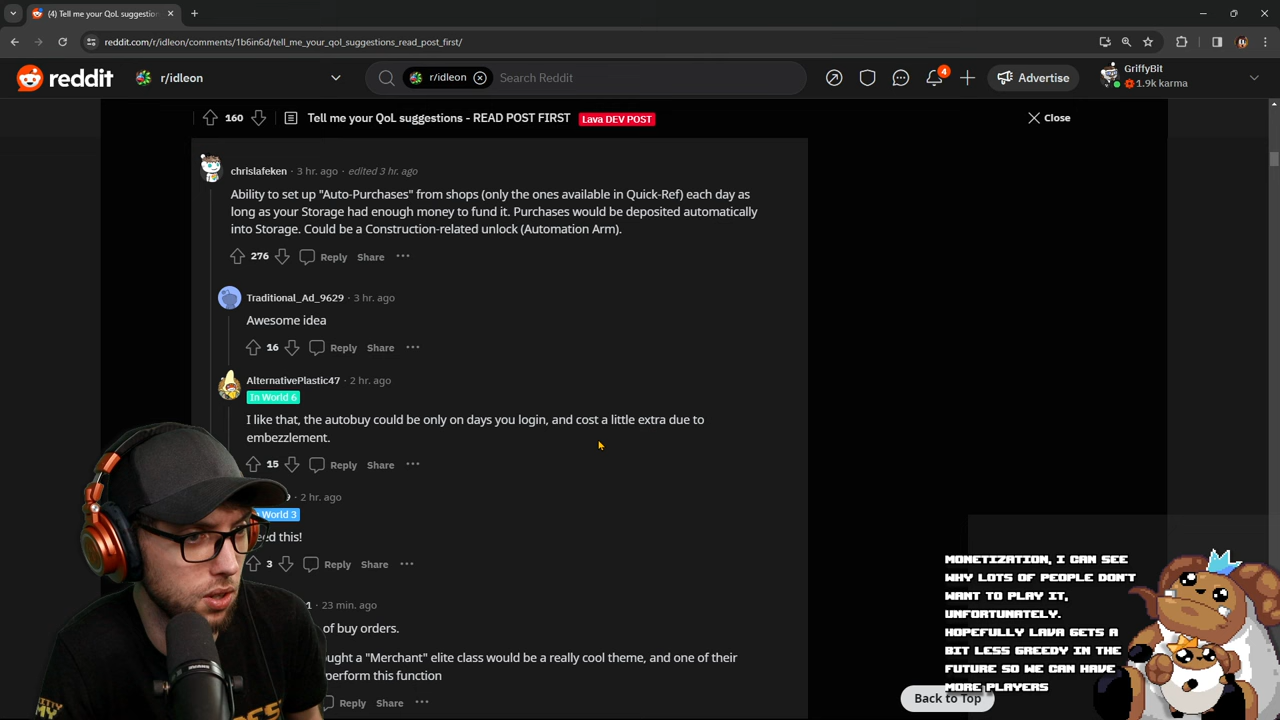 (4) Tell me your QoL suggestion
reddit.com/r/idleon/comments/1b6in6d/tell_me_your_qol_suggestions_read_post_first/
reddit
r/idleon
r/idleon
Search Reddit
4
Advertise
GriffyBit
1.9k karma
160
Tell me your QoL suggestions - READ POST FIRST
Lava DEV POST
Close
chrislafeken · 3 hr. ago · edited 3 hr. ago
Ability to set up "Auto-Purchases" from shops (only the ones available in Quick-Ref) each day as
long as your Storage had enough money to fund it. Purchases would be deposited automatically
into Storage. Could be a Construction-related unlock (Automation Arm).
276 Reply Share ...
Traditional_Ad_9629 · 3 hr. ago
Awesome idea
16 Reply Share ...
AlternativePlastic47 · 2 hr. ago
In World 6
I like that, the autobuy could be only on days you login, and cost a little extra due to
embezzlement.
15 Reply Share ...
9 · 2 hr. ago
World 3
this!
3 Reply Share ...
1 · 23 min. ago
of buy orders.
a "Merchant" elite class would be a really cool theme, and one of their
perform this function
Reply Share ...
MONETIZATION, I CAN SEE
WHY LOTS OF PEOPLE DON'T
WANT TO PLAY IT,
UNFORTUNATELY.
HOPEFULLY LAVA GETS A
BIT LESS GREEDY IN THE
FUTURE SO WE CAN HAVE
MORE PLAYERS
Back to Top